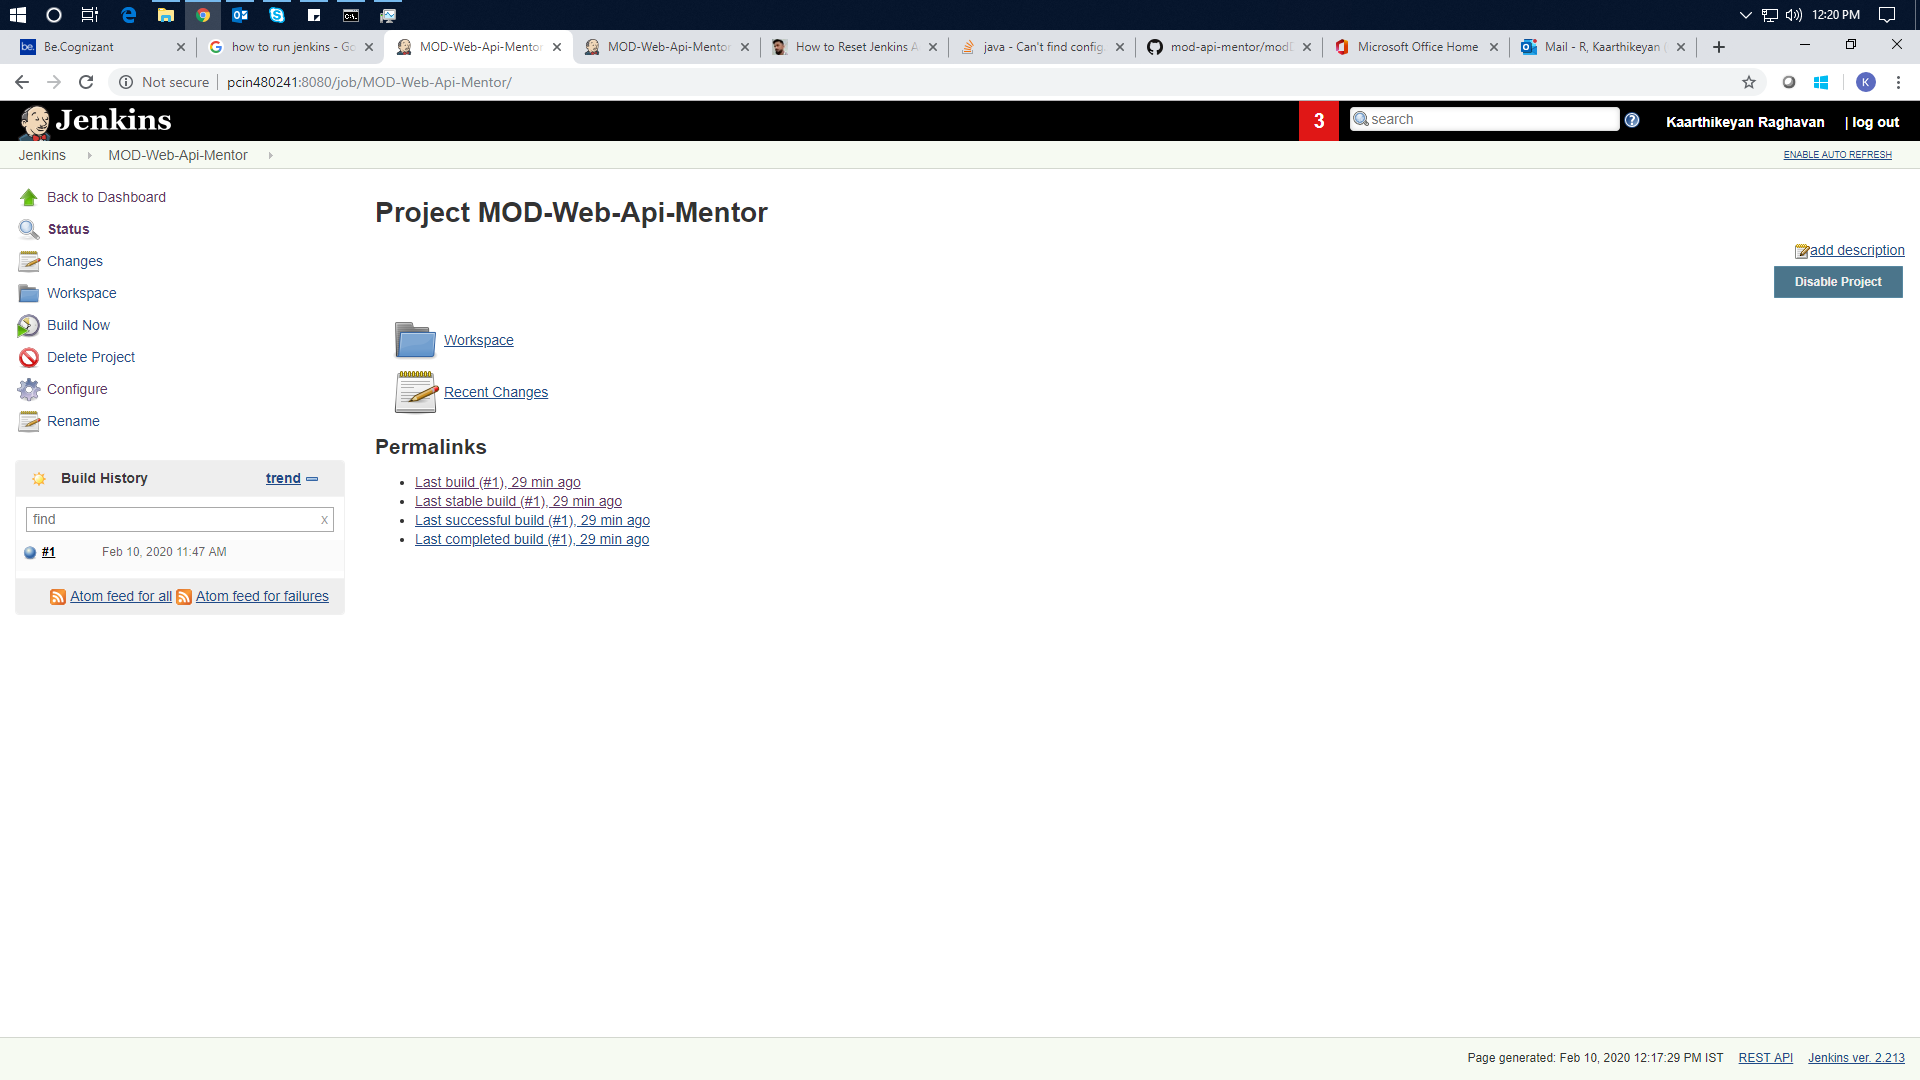 12:20 PM
be. Be.Cognizant
how to run jenkins - Go
MOD-Web-Api-Mentor
MOD-Web-Api-Mentor
How to Reset Jenkins A
java - Can't find config
mod-api-mentor/mod
Microsoft Office Home
Mail - R, Kaarthikeyan
Not secure
pcin480241:8080/job/MOD-Web-Api-Mentor/
K
Jenkins
3
search
?
Kaarthikeyan Raghavan
| log out
Jenkins
MOD-Web-Api-Mentor
ENABLE AUTO REFRESH
Back to Dashboard
Status
Changes
Workspace
Build Now
Delete Project
Configure
Rename
Build History
trend
find
x
#1
Feb 10, 2020 11:47 AM
Atom feed for all
Atom feed for failures
Project MOD-Web-Api-Mentor
add description
Disable Project
Workspace
Recent Changes
Permalinks
Last build (#1), 29 min ago
Last stable build (#1), 29 min ago
Last successful build (#1), 29 min ago
Last completed build (#1), 29 min ago
Page generated: Feb 10, 2020 12:17:29 PM IST
REST API
Jenkins ver. 2.213